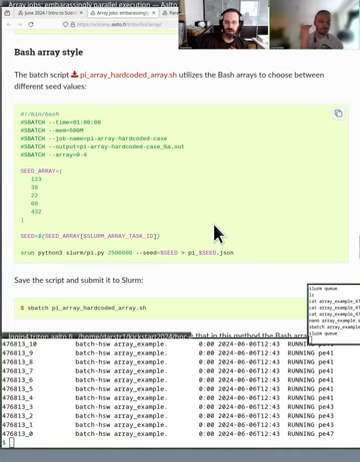 Array jobs: embarrassingly parallel execution — Aalto
June 2024 / Intro to Scien
Array jobs: embarrassingly
Bash array style
The batch script pi_array_hardcoded_array.sh utilizes the Bash arrays to choose between
different seed values:
#!/bin/bash
#SBATCH --time=01:00:00
#SBATCH --mem=500M
#SBATCH --job-name=pi-array-hardcoded-case
#SBATCH --output=pi-array-hardcoded-case_%a.out
#SBATCH --array=0-4
SEED_ARRAY=(
123
38
22
60
432
)
SEED=${SEED_ARRAY[$SLURM_ARRAY_TASK_ID]}
srun python3 slurm/pi.py 2500000 --seed=$SEED > pi_$SEED.json
Save the script and submit it to Slurm:
$ sbatch pi_array_hardcoded_array.sh
that in this method the Bash array
slurm queue
ls
cat array_example_47
cat array_example_47
cat array_example_47
nano array_example.s
sbatch array_example
slurm queue
476813_10 batch-hsw array_example. 0:00 2024-06-06T12:43 RUNNING pe41
476813_9 batch-hsw array_example. 0:00 2024-06-06T12:43 RUNNING pe41
476813_8 batch-hsw array_example. 0:00 2024-06-06T12:43 RUNNING pe41
476813_7 batch-hsw array_example. 0:00 2024-06-06T12:43 RUNNING pe41
476813_6 batch-hsw array_example. 0:00 2024-06-06T12:43 RUNNING pe41
476813_5 batch-hsw array_example. 0:00 2024-06-06T12:43 RUNNING pe41
476813_4 batch-hsw array_example. 0:00 2024-06-06T12:43 RUNNING pe41
476813_3 batch-hsw array_example. 0:00 2024-06-06T12:43 RUNNING pe43
476813_2 batch-hsw array_example. 0:00 2024-06-06T12:43 RUNNING pe43
476813_1 batch-hsw array_example. 0:00 2024-06-06T12:43 RUNNING pe43
476813_0 batch-hsw array_example. 0:00 2024-06-06T12:43 RUNNING pe47
$